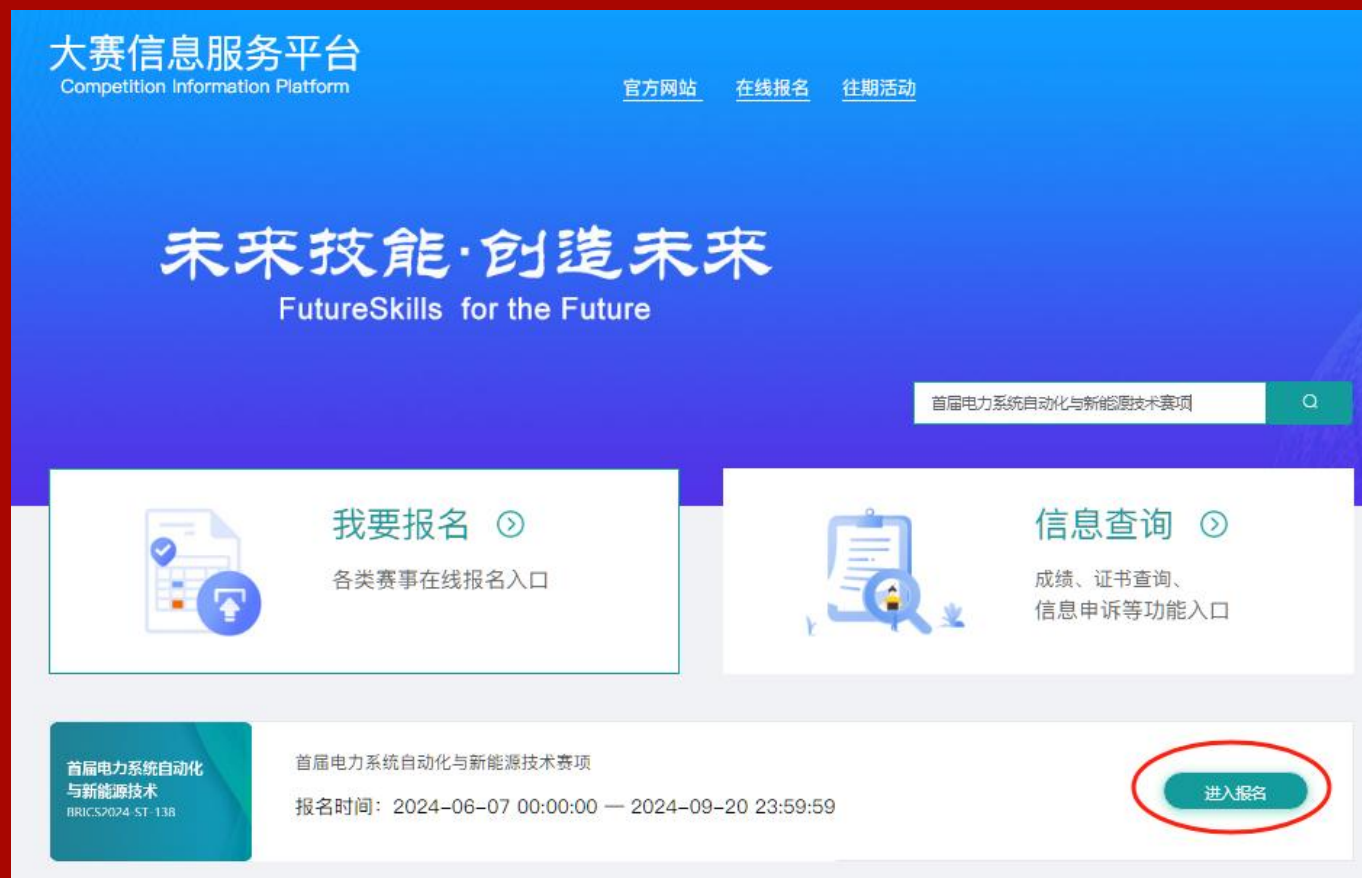 大赛信息服务平台
Competition Information Platform
官方网站 在线报名 往期活动
未来技能·创造未来
FutureSkills for the Future
首届电力系统自动化与新能源技术赛项
我要报名
各类赛事在线报名入口
信息查询
成绩、证书查询、
信息申诉等功能入口
首届电力系统自动化
与新能源技术
BRICS2024-ST-138
首届电力系统自动化与新能源技术赛项
报名时间：2024-06-07 00:00:00 — 2024-09-20 23:59:59
进入报名